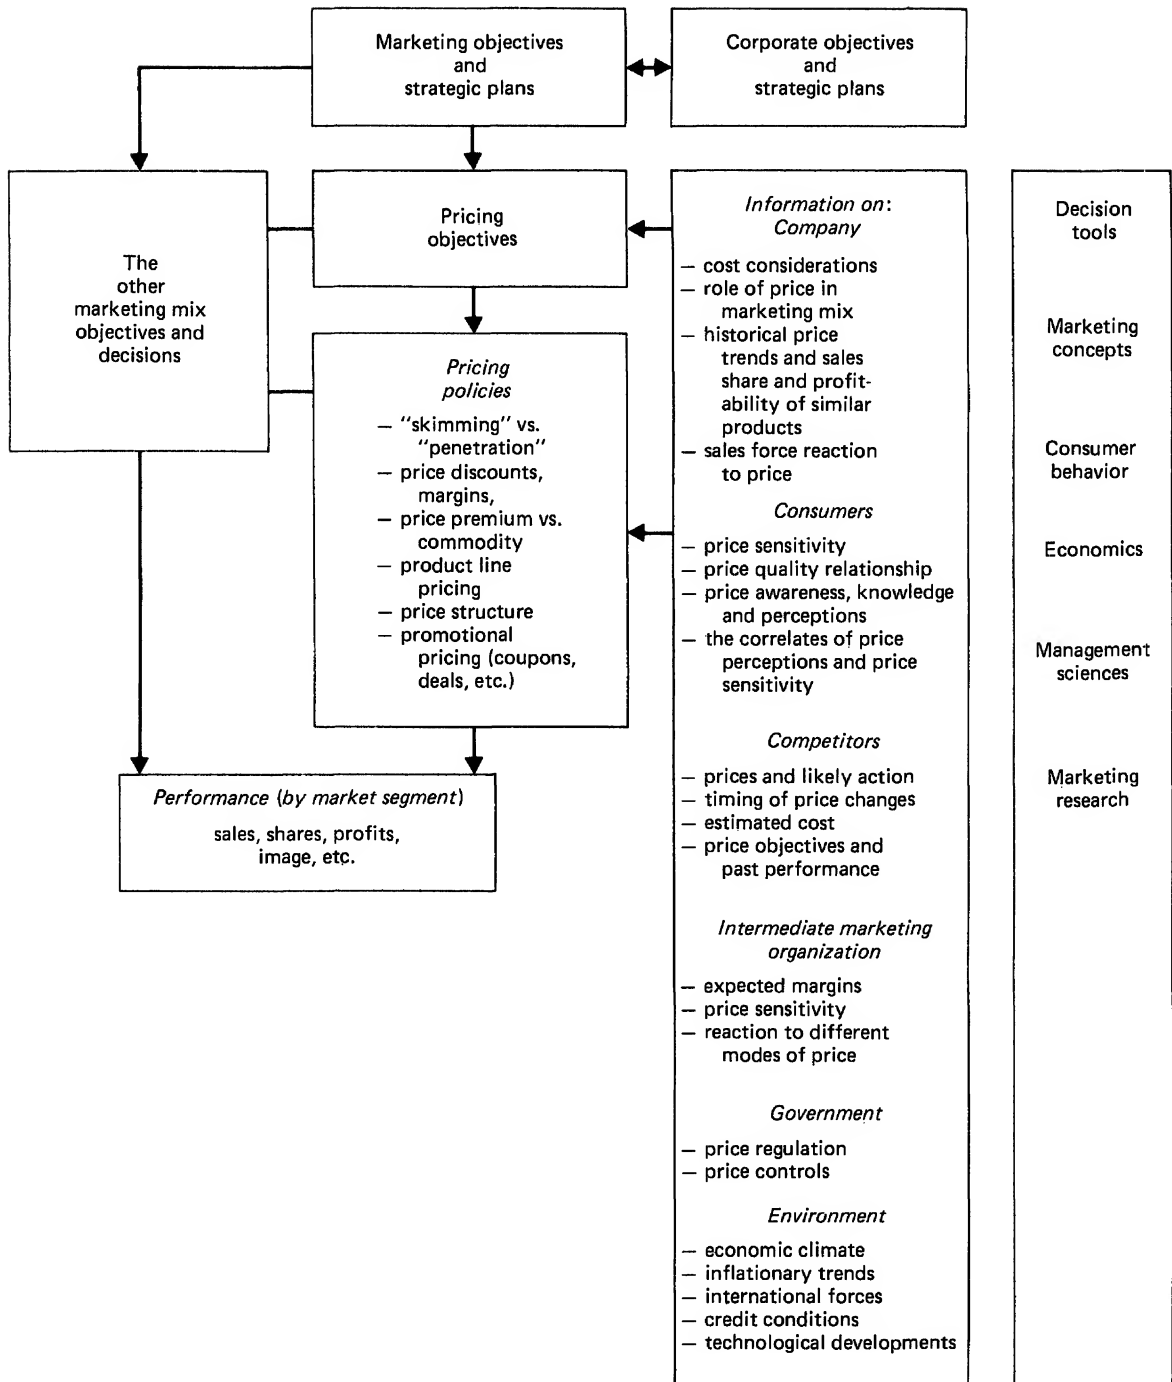 Marketing objectives
and
strategic plans
Corporate objectives
and
strategic plans
The
other
marketing mix
objectives and
decisions
Pricing
objectives
Pricing
policies
— "skimming" vs.
"penetration"
— price discounts,
margins,
— price premium vs.
commodity
— product line
pricing
— price structure
— promotional
pricing (coupons,
deals, etc.)
Performance (by market segment)
sales, shares, profits,
image, etc.
Information on:
Company
— cost considerations
— role of price in
marketing mix
— historical price
trends and sales
share and profit-
ability of similar
products
— sales force reaction
to price
Consumers
— price sensitivity
— price quality relationship
— price awareness, knowledge
and perceptions
— the correlates of price
perceptions and price
sensitivity
Competitors
— prices and likely action
— timing of price changes
— estimated cost
— price objectives and
past performance
Intermediate marketing
organization
— expected margins
— price sensitivity
— reaction to different
modes of price
Government
— price regulation
— price controls
Environment
— economic climate
— inflationary trends
— international forces
— credit conditions
— technological developments
Decision
tools
Marketing
concepts
Consumer
behavior
Economics
Management
sciences
Marketing
research